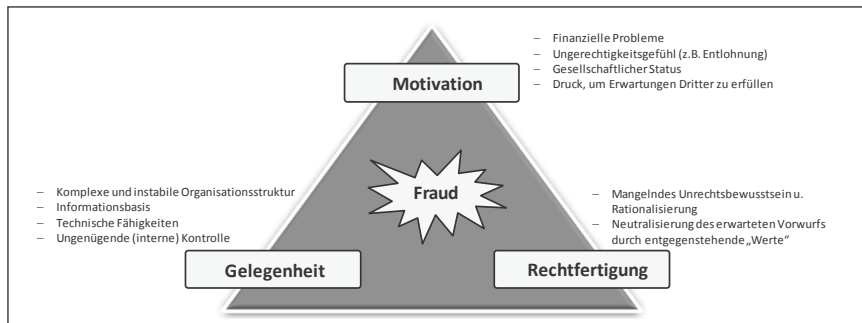 – Finanzielle Probleme
– Ungerechtigkeitsgefühl (z.B. Entlohnung)
– Gesellschaftlicher Status
– Druck, um Erwartungen Dritter zu erfüllen
Motivation
Fraud
– Komplexe und instabile Organisationsstruktur
– Informationsbasis
– Technische Fähigkeiten
– Ungenügende (interne) Kontrolle
– Mangelndes Unrechtsbewusstsein u.
Rationalisierung
– Neutralisierung des erwarteten Vorwurfs
durch entgegenstehende „Werte“
Gelegenheit
Rechtfertigung